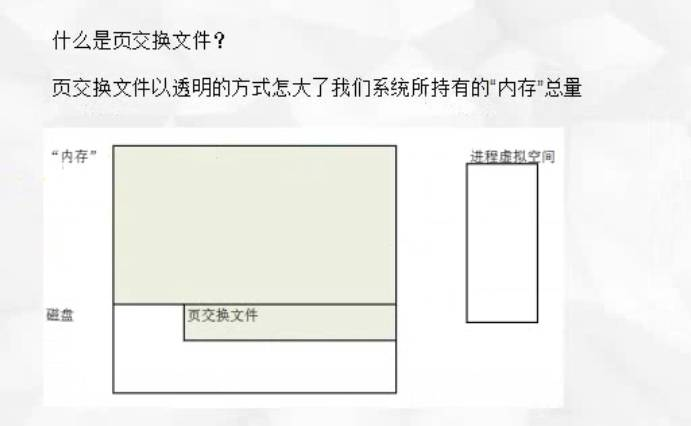 什么是页交换文件？
页交换文件以透明的方式怎大了我们系统所持有的“内存”总量
“内存”
进程虚拟空间
磁盘
页交换文件